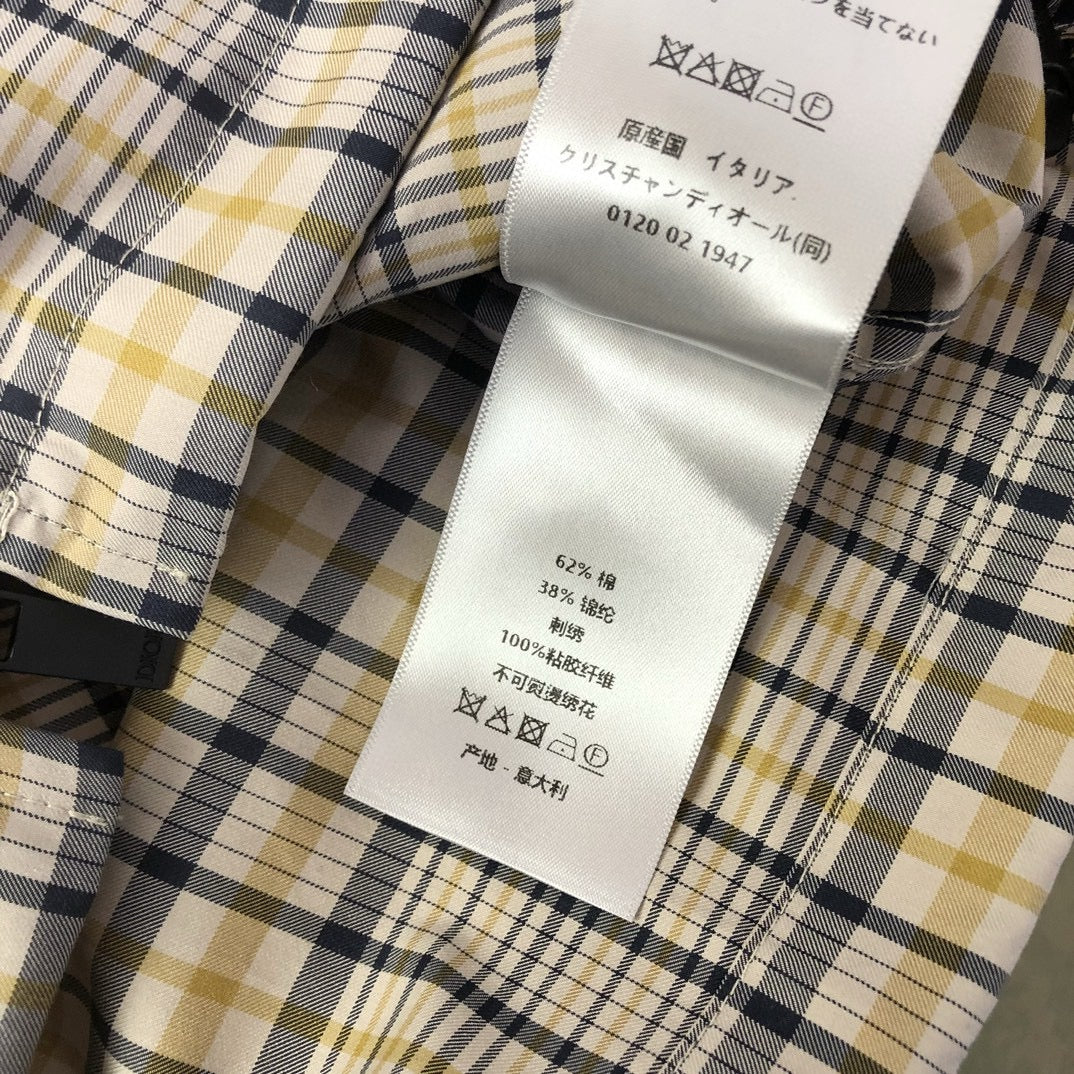 を当てない
F
原産国 イタリア
クリスチャンディオール(同)
0120 02 1947
62% 棉
38% 锦纶
刺绣
100%粘胶纤维
不可熨燙绣花
F
产地 - 意大利